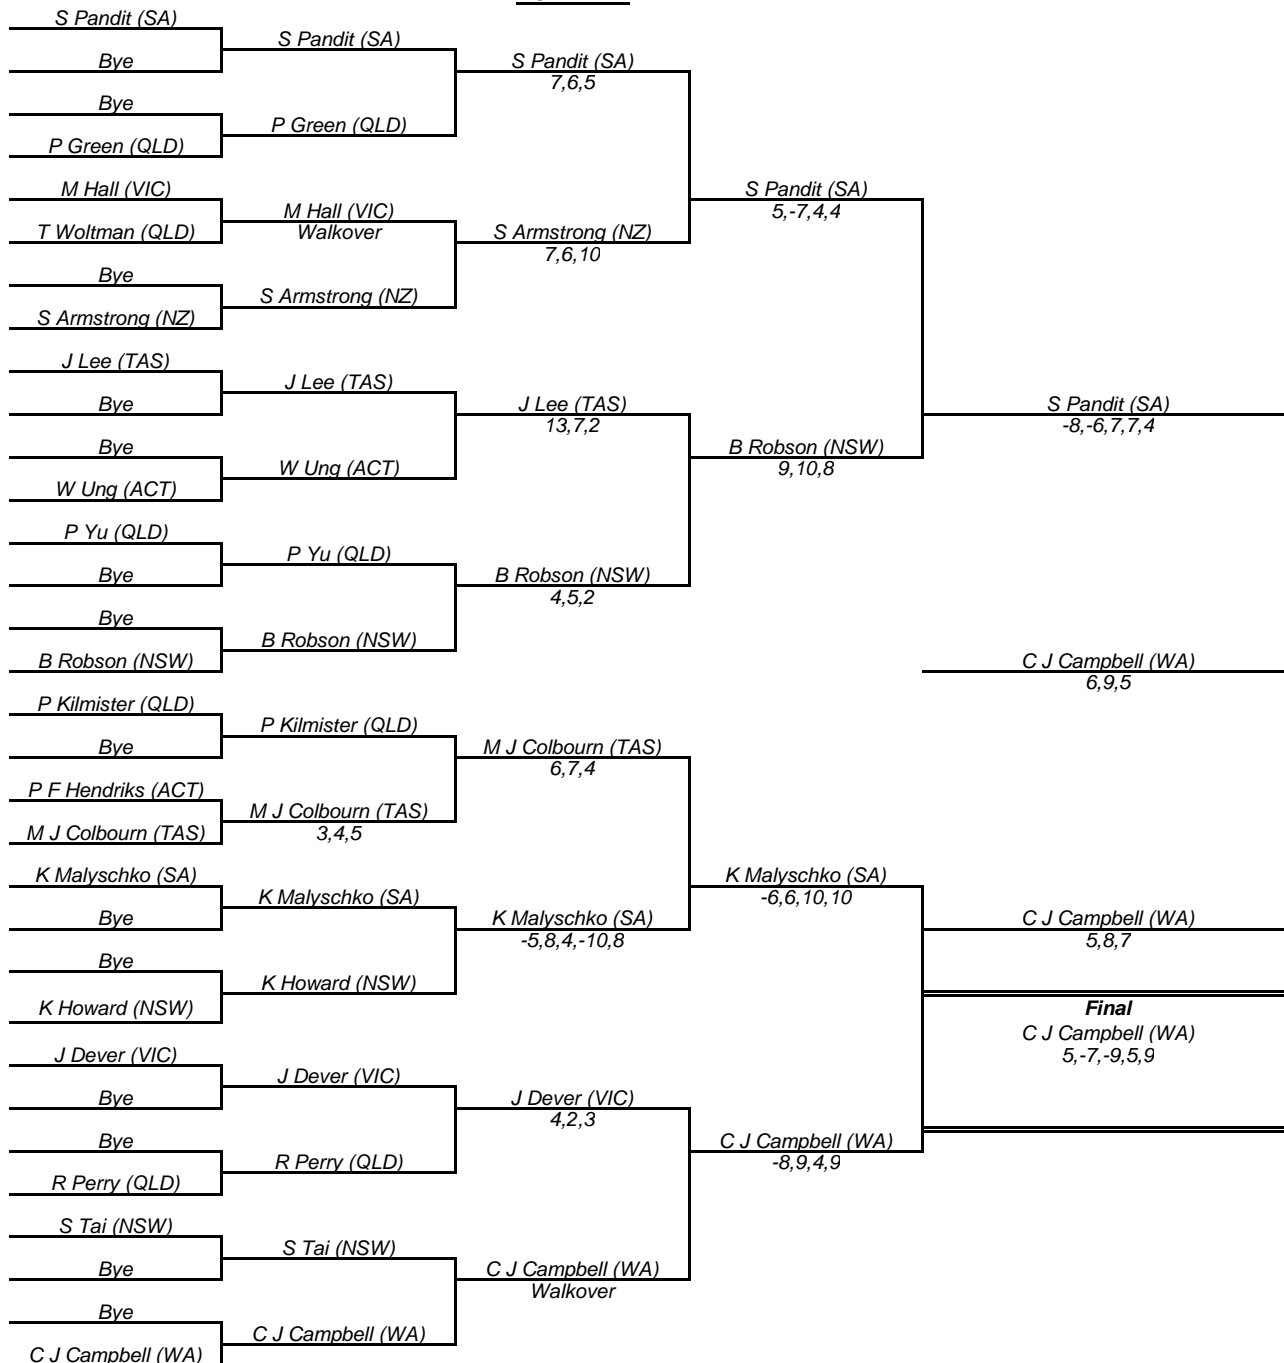 S Pandit (SA)
Bye
Bye
P Green (QLD)
M Hall (VIC)
T Woltman (QLD)
Bye
S Armstrong (NZ)
J Lee (TAS)
Bye
Bye
W Ung (ACT)
P Yu (QLD)
Bye
Bye
B Robson (NSW)
P Kilmister (QLD)
Bye
P F Hendriks (ACT)
M J Colbourn (TAS)
K Malyschko (SA)
Bye
Bye
K Howard (NSW)
J Dever (VIC)
Bye
Bye
R Perry (QLD)
S Tai (NSW)
Bye
Bye
C J Campbell (WA)
S Pandit (SA)
P Green (QLD)
M Hall (VIC)
Walkover
S Armstrong (NZ)
J Lee (TAS)
W Ung (ACT)
P Yu (QLD)
B Robson (NSW)
P Kilmister (QLD)
M J Colbourn (TAS)
3,4,5
K Malyschko (SA)
K Howard (NSW)
J Dever (VIC)
R Perry (QLD)
S Tai (NSW)
C J Campbell (WA)
S Pandit (SA)
7,6,5
S Armstrong (NZ)
7,6,10
J Lee (TAS)
13,7,2
B Robson (NSW)
4,5,2
M J Colbourn (TAS)
6,7,4
K Malyschko (SA)
-5,8,4,-10,8
J Dever (VIC)
4,2,3
C J Campbell (WA)
Walkover
S Pandit (SA)
5,-7,4,4
B Robson (NSW)
9,10,8
K Malyschko (SA)
-6,6,10,10
C J Campbell (WA)
-8,9,4,9
S Pandit (SA)
-8,-6,7,7,4
C J Campbell (WA)
6,9,5
C J Campbell (WA)
5,8,7
Final
C J Campbell (WA)
5,-7,-9,5,9